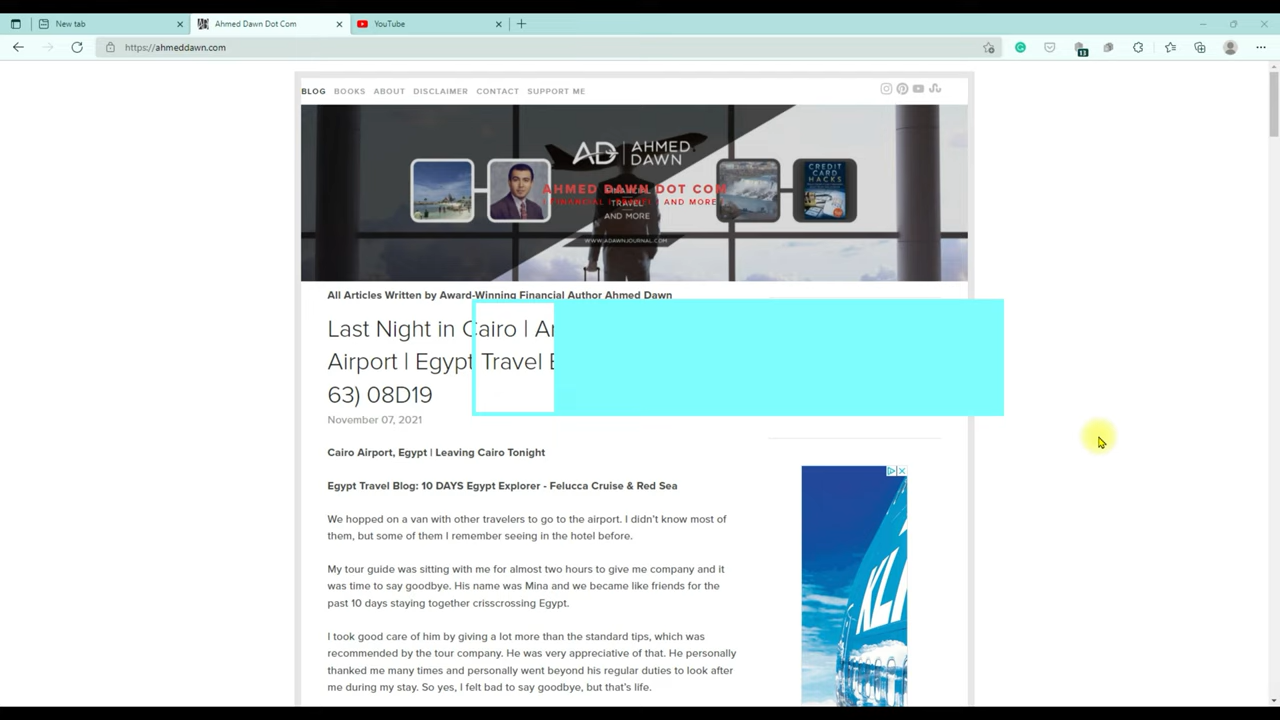 New tab
Ahmed Dawn Dot Com
YouTube
https://ahmeddawn.com
13
BLOG BOOKS ABOUT DISCLAIMER CONTACT SUPPORT ME
AD AHMED DAWN
AHMED DAWN DOT COM
TRAVEL
AND MORE
AND MORE
WWW.ADAWNJOURNAL.COM
CREDIT CARD HACKS
All Articles Written by Award-Winning Financial Author Ahmed Dawn
Last Night in Cairo |
Airport | Egypt Travel
63) 08D19
November 07, 2021
Cairo Airport, Egypt | Leaving Cairo Tonight
Egypt Travel Blog: 10 DAYS Egypt Explorer - Felucca Cruise & Red Sea
We hopped on a van with other travelers to go to the airport. I didn't know most of
them, but some of them I remember seeing in the hotel before.
My tour guide was sitting with me for almost two hours to give me company and it
was time to say goodbye. His name was Mina and we became like friends for the
past 10 days staying together crisscrossing Egypt.
I took good care of him by giving a lot more than the standard tips, which was
recommended by the tour company. He was very appreciative of that. He personally
thanked me many times and personally went beyond his regular duties to look after
me during my stay. So yes, I felt bad to say goodbye, but that's life.